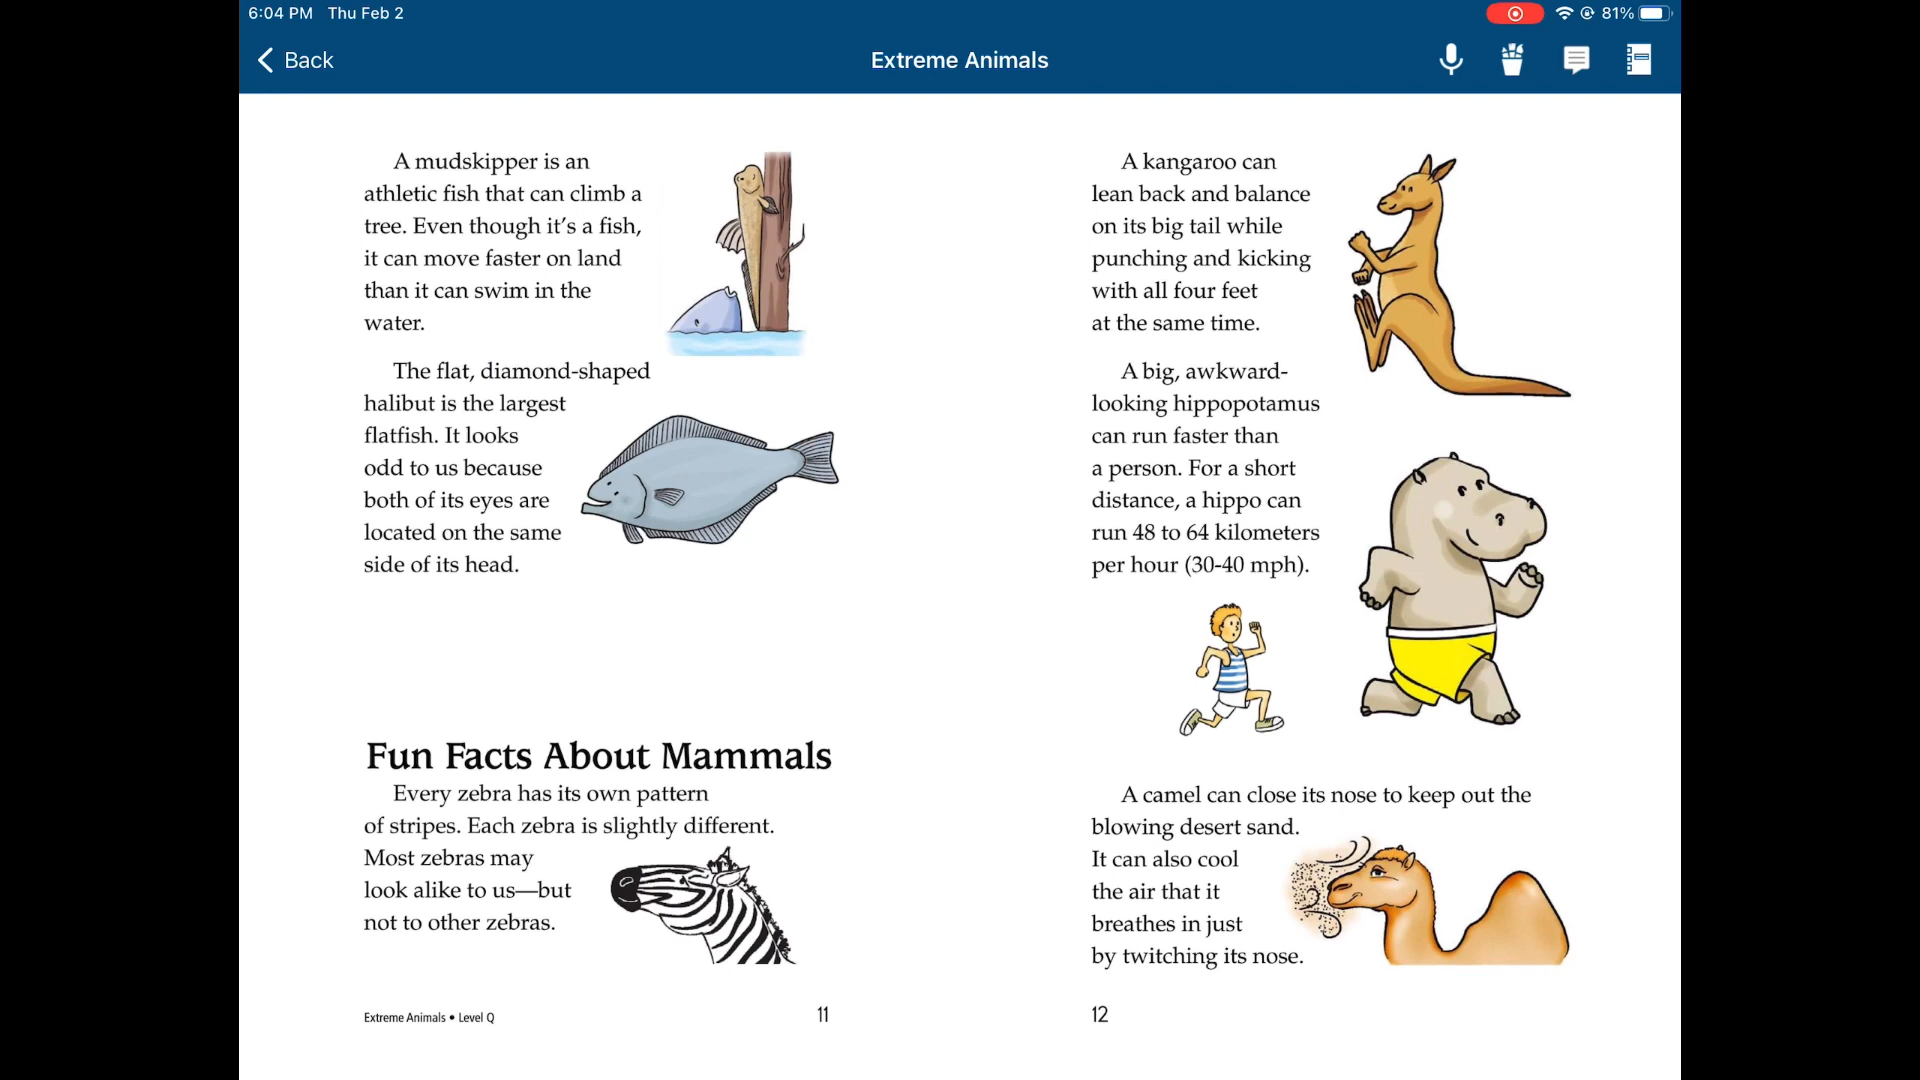 6:04 PM Thu Feb 2
81%
Back
Extreme Animals
A mudskipper is an
athletic fish that can climb a
tree. Even though it’s a fish,
it can move faster on land
than it can swim in the
water.
The flat, diamond-shaped
halibut is the largest
flatfish. It looks
odd to us because
both of its eyes are
located on the same
side of its head.
Fun Facts About Mammals
Every zebra has its own pattern
of stripes. Each zebra is slightly different.
Most zebras may
look alike to us—but
not to other zebras.
Extreme Animals • Level Q
11
A kangaroo can
lean back and balance
on its big tail while
punching and kicking
with all four feet
at the same time.
A big, awkward-
looking hippopotamus
can run faster than
a person. For a short
distance, a hippo can
run 48 to 64 kilometers
per hour (30-40 mph).
A camel can close its nose to keep out the
blowing desert sand.
It can also cool
the air that it
breathes in just
by twitching its nose.
12